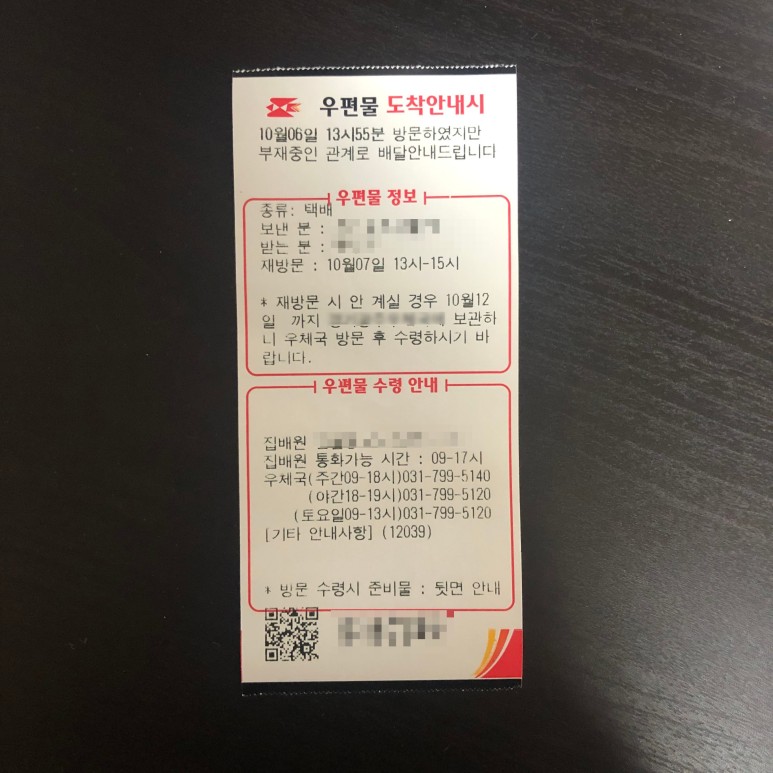 우편물 도착안내시
10월06일 13시55분 방문하였지만
부재중인 관계로 배달안내드립니다
우편물 정보
종류: 택배
보낸 분 :
받는 분 :
재방문 : 10월07일 13시-15시
* 재방문 시 안 계실 경우 10월12
일 까지 보관하
니 우체국 방문 후 수령하시기 바
랍니다.
우편물 수령 안내
집배원
집배원 통화가능 시간 : 09-17시
우체국(주간09-18시)031-799-5140
(야간18-19시)031-799-5120
(토요일09-13시)031-799-5120
[기타 안내사항] (12039)
* 방문 수령시 준비물 : 뒷면 안내